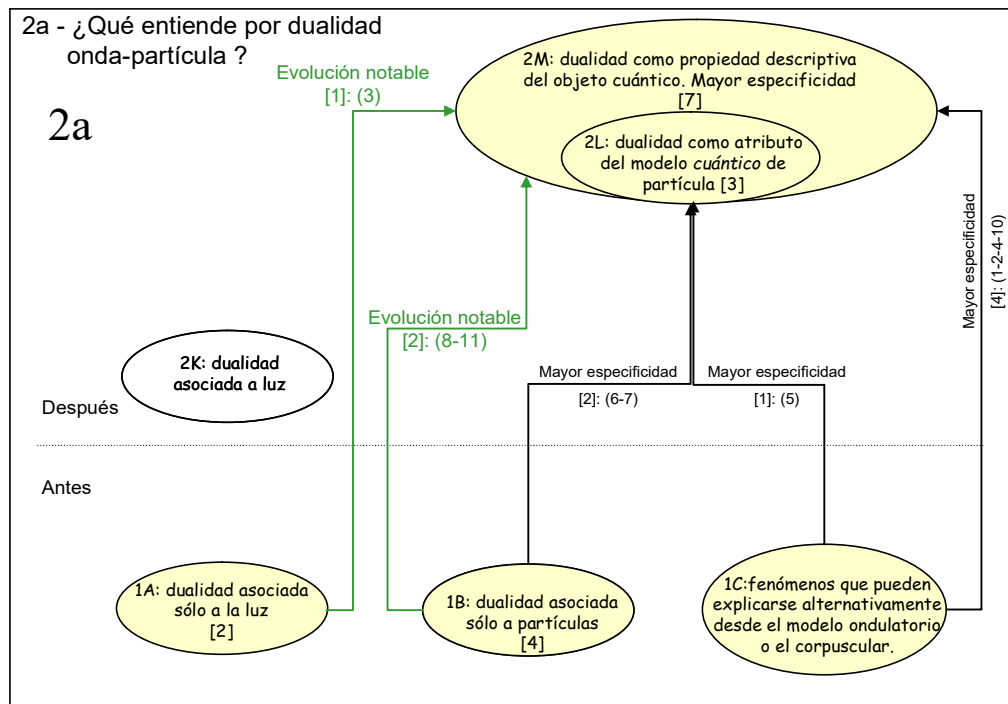 2a - ¿Qué entiende por dualidad
onda-partícula ?
2a
Evolución notable
[1]: (3)
2M: dualidad como propiedad descriptiva
del objeto cuántico. Mayor especificidad
[7]
2L: dualidad como atributo
del modelo cuántico de
partícula [3]
Mayor especificidad
[4]: (1-2-4-10)
Evolución notable
[2]: (8-11)
2K: dualidad
asociada a luz
Mayor especificidad
[2]: (6-7)
Mayor especificidad
[1]: (5)
Después
Antes
1A: dualidad asociada
sólo a la luz
[2]
1B: dualidad asociada
sólo a partículas
[4]
1C:fenómenos que pueden
explicarse alternativamente
desde el modelo ondulatorio
o el corpuscular.